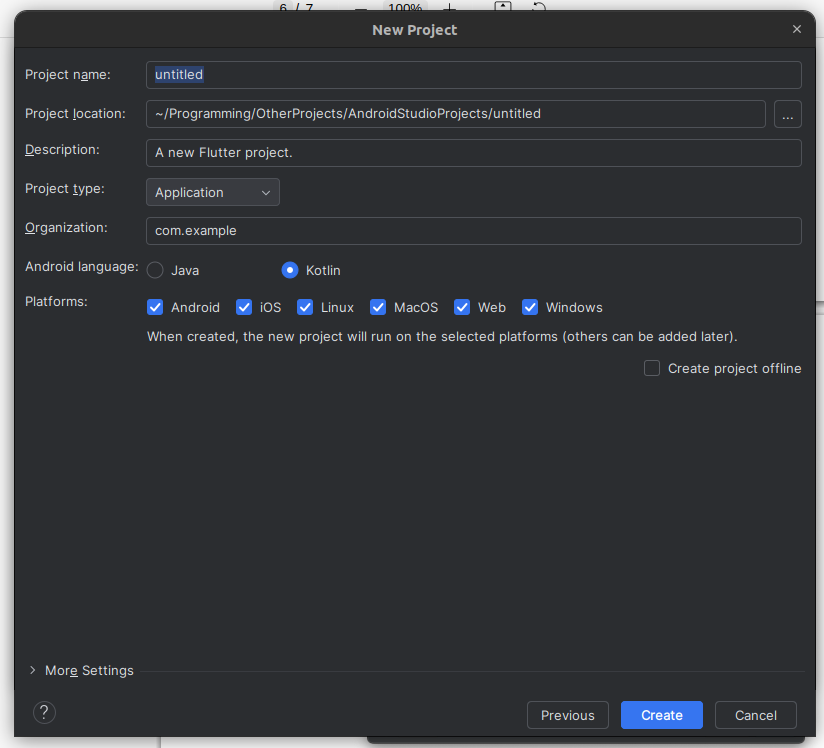 6 / 7 — 100% +
New Project ×
Project name: untitled
Project location: ~/Programming/OtherProjects/AndroidStudioProjects/untitled ...
Description: A new Flutter project.
Project type: Application
Organization: com.example
Android language: Java Kotlin
Platforms: Android iOS Linux MacOS Web Windows
When created, the new project will run on the selected platforms (others can be added later).
Create project offline
More Settings
? Previous Create Cancel